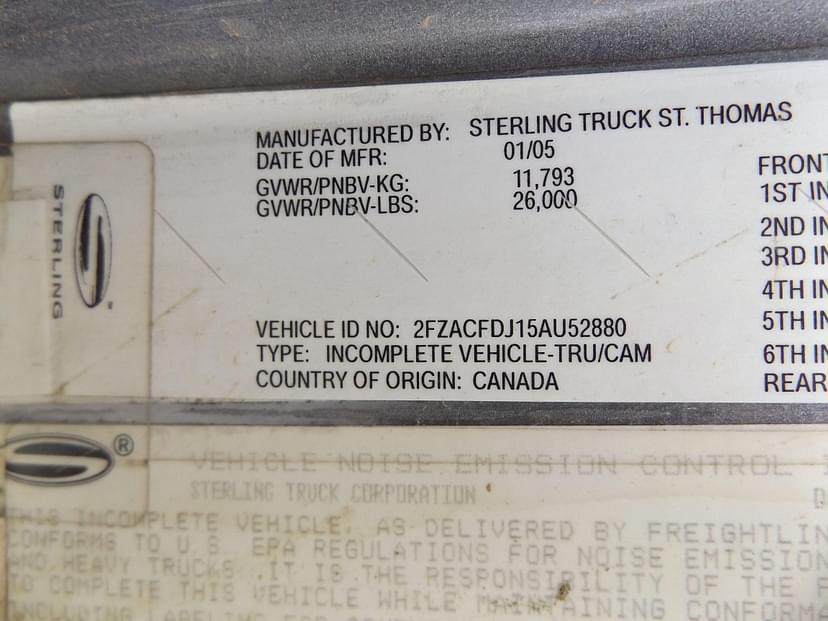 MANUFACTURED BY: STERLING TRUCK ST. THOMAS
DATE OF MFR: 01/05
GVWR/PNBV-KG: 11,793
GVWR/PNBV-LBS: 26,000
VEHICLE ID NO: 2FZACFDJ15AU52880
TYPE: INCOMPLETE VEHICLE-TRU/CAM
COUNTRY OF ORIGIN: CANADA
FRONT
1ST IN
2ND IN
3RD IN
4TH IN
5TH IN
6TH IN
REAR
STERLING ™
®
VEHICLE NOISE EMISSION CONTROL
STERLING TRUCK CORPORATION
THIS INCOMPLETE VEHICLE, AS DELIVERED BY FREIGHTLIN
CONFORMS TO U.S. EPA REGULATIONS FOR NOISE EMISSION
AND HEAVY TRUCKS. IT IS THE RESPONSIBILITY OF THE F
TO COMPLETE THIS VEHICLE WHILE MAINTAINING CONFORMA
INCLUDING LABELING